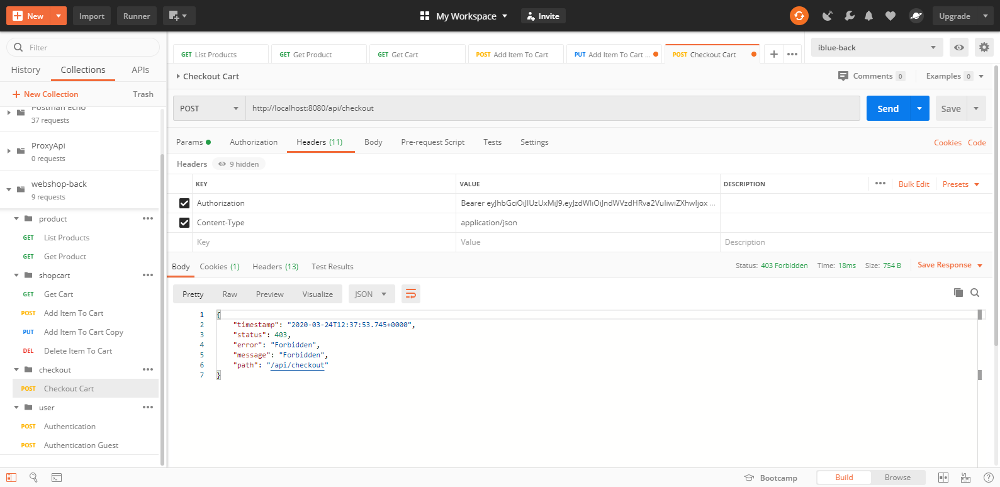 New
Import
Runner
My Workspace
Invite
Upgrade
Filter
History
Collections
APIs
New Collection
Trash
Postman Echo
37 requests
ProxyApi
0 requests
webshop-back
9 requests
product
GET List Products
GET Get Product
shopcart
GET Get Cart
POST Add Item To Cart
PUT Add Item To Cart Copy
DEL Delete Item To Cart
checkout
POST Checkout Cart
user
POST Authentication
POST Authentication Guest
GET List Products
GET Get Product
GET Get Cart
POST Add Item To Cart
PUT Add Item To Cart ...
POST Checkout Cart
iblue-back
Checkout Cart
Comments 0
Examples 0
POST
http://localhost:8080/api/checkout
Send
Save
Params
Authorization
Headers (11)
Body
Pre-request Script
Tests
Settings
Cookies
Code
Headers
9 hidden
KEY
VALUE
DESCRIPTION
Bulk Edit
Presets
Authorization
Bearer eyJhbGciOiJIUzUxMiJ9.eyJzdWIiOiJndWVzdHRva2VuIiwiZXhwIjox ...
Content-Type
application/json
Key
Value
Description
Body
Cookies (1)
Headers (13)
Test Results
Status: 403 Forbidden
Time: 18ms
Size: 754 B
Save Response
Pretty
Raw
Preview
Visualize
JSON
1 {
2 "timestamp": "2020-03-24T12:37:53.745+0000",
3 "status": 403,
4 "error": "Forbidden",
5 "message": "Forbidden",
6 "path": "/api/checkout"
7 }
Bootcamp
Build
Browse